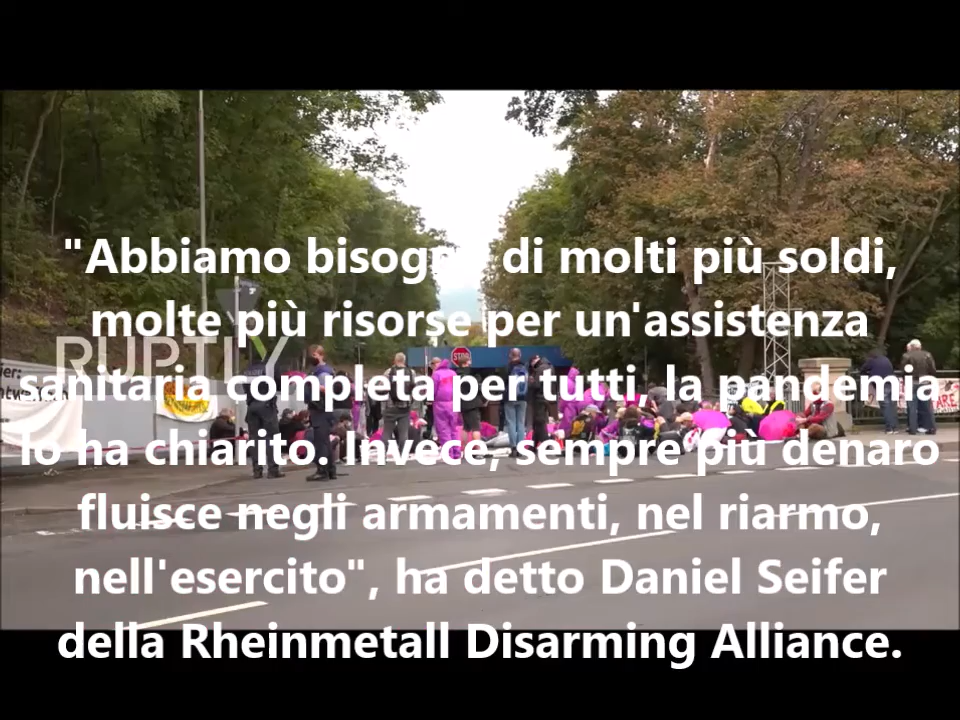 "Abbiamo bisogno di molti più soldi,
molte più risorse per un'assistenza
RUPTLY
sanitaria completa per tutti, la pandemia
lo ha chiarito. Invece, sempre più denaro
fluisce negli armamenti, nel riarmo,
nell'esercito", ha detto Daniel Seifer
della Rheinmetall Disarming Alliance.